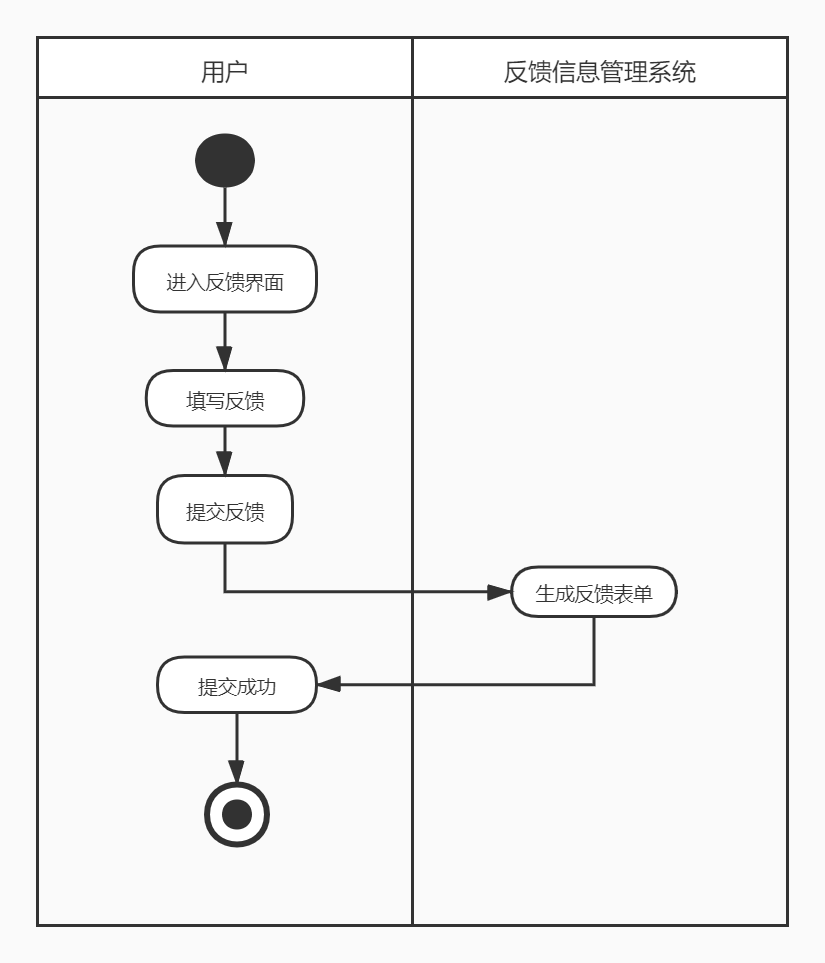 用户
反馈信息管理系统
进入反馈界面
填写反馈
提交反馈
生成反馈表单
提交成功